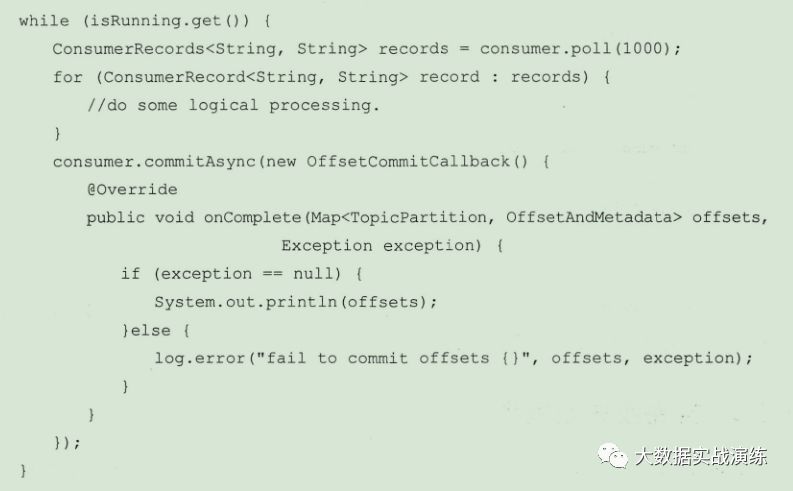 while (isRunning.get()) {
    ConsumerRecords<String, String> records = consumer.poll(1000);
    for (ConsumerRecord<String, String> record : records) {
        //do some logical processing.
    }
    consumer.commitAsync(new OffsetCommitCallback() {
        @Override
        public void onComplete(Map<TopicPartition, OffsetAndMetadata> offsets,
                               Exception exception) {
            if (exception == null) {
                System.out.println(offsets);
            }else {
                log.error("fail to commit offsets {}", offsets, exception);
            }
        }
    });
}
大数据实战演练